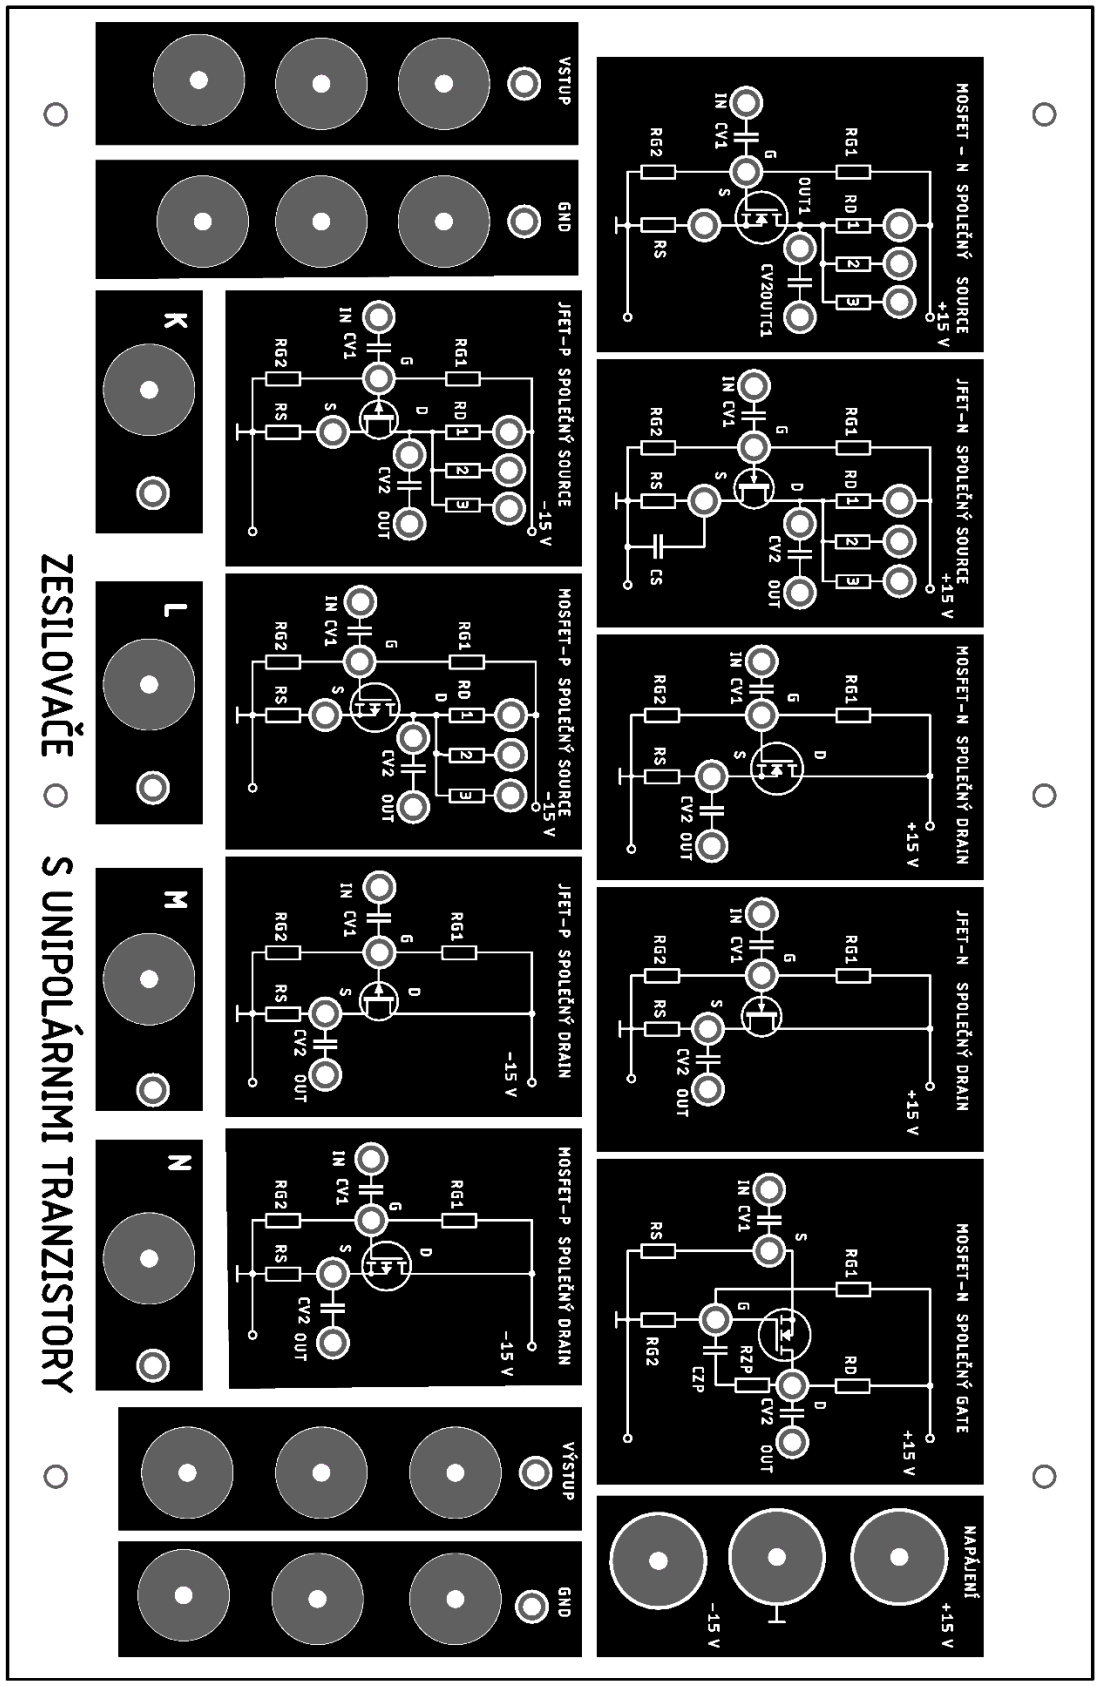 MOSFET - N SPOLEČNÝ SOURCE
+15 V
RG1
RD
1
2
3
OUT1
IN CV1
G
S
CV2OUTC1
RG2
RS
JFET-N SPOLEČNÝ SOURCE
+15 V
RG1
RD
1
2
3
IN CV1
G
D
S
CV2
OUT
RG2
RS
CS
MOSFET-N SPOLEČNÝ DRAIN
+15 V
RG1
IN CV1
G
D
S
CV2 OUT
RG2
RS
JFET-N SPOLEČNÝ DRAIN
+15 V
RG1
IN CV1
G
S
CV2 OUT
RG2
RS
MOSFET-N SPOLEČNÝ GATE
+15 V
RG1
RD
IN CV1
S
D
G
RZP
CV2
OUT
CZP
RS
RG2
NAPÁJENÍ
+15 V
-15 V
VSTUP
GND
JFET-P SPOLEČNÝ SOURCE
-15 V
RG1
RD
1
2
3
IN CV1
G
D
S
CV2
OUT
RG2
RS
MOSFET-P SPOLEČNÝ SOURCE
-15 V
RG1
RD
1
2
3
IN CV1
G
D
S
CV2
OUT
RG2
RS
JFET-P SPOLEČNÝ DRAIN
-15 V
RG1
IN CV1
G
D
S
CV2 OUT
RG2
RS
MOSFET-P SPOLEČNÝ DRAIN
-15 V
RG1
IN CV1
G
D
S
CV2 OUT
RG2
RS
VÝSTUP
GND
K
L
M
N
ZESILOVAČE S UNIPOLÁRNIMI TRANZISTORY